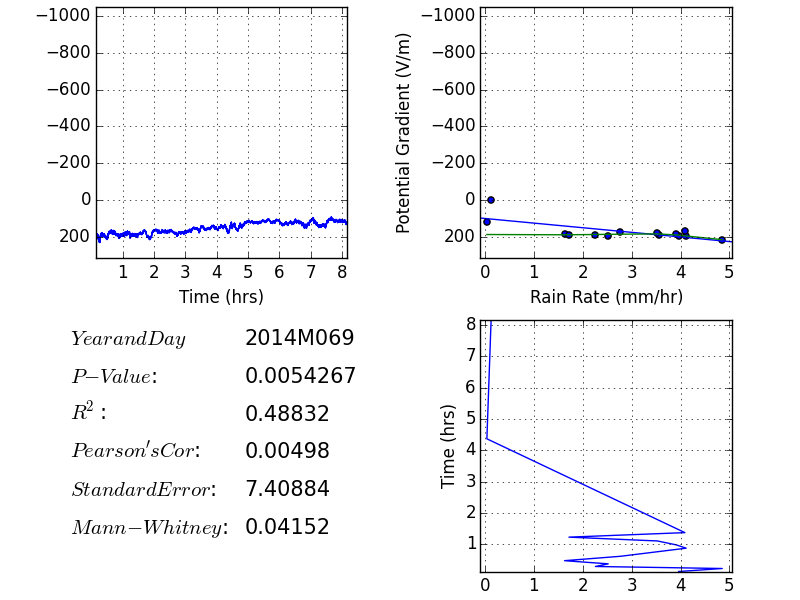 −1000
−800
−600
−400
−200
0
200
1 2 3 4 5 6 7 8
Time (hrs)
Potential Gradient (V/m)
−1000
−800
−600
−400
−200
0
200
0 1 2 3 4 5
Rain Rate (mm/hr)
YearandDay 2014M069
P−Value: 0.0054267
R² : 0.48832
Pearson'sCor: 0.00498
StandardError: 7.40884
Mann−Whitney: 0.04152
Time (hrs)
8
7
6
5
4
3
2
1
0 1 2 3 4 5